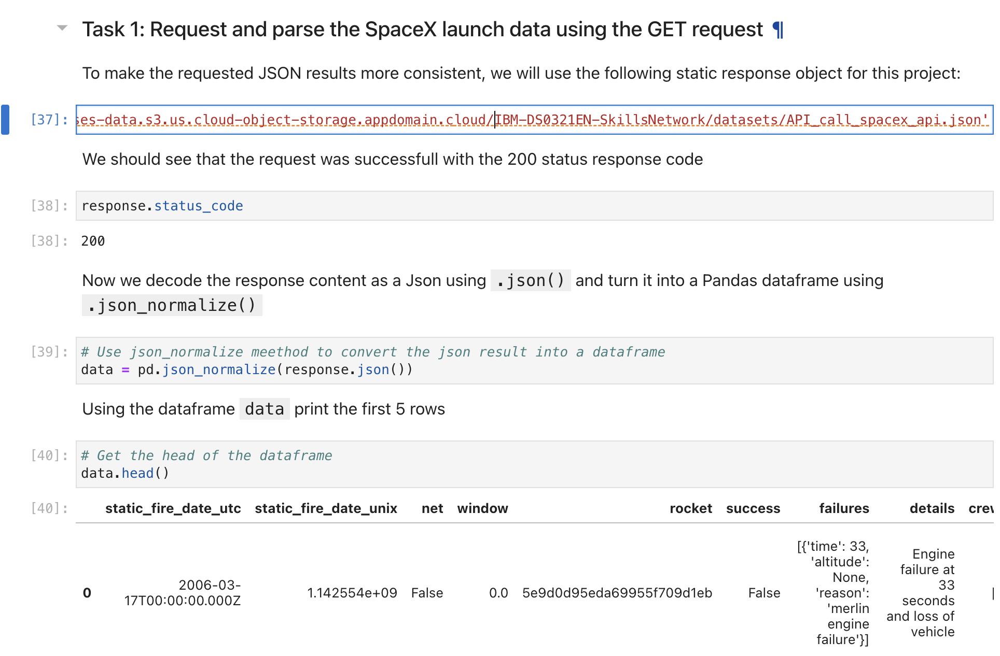 Task 1: Request and parse the SpaceX launch data using the GET request ¶
To make the requested JSON results more consistent, we will use the following static response object for this project:
[37]: ses-data.s3.us.cloud-object-storage.appdomain.cloud/IBM-DS0321EN-SkillsNetwork/datasets/API_call_spacex_api.json'
We should see that the request was successfull with the 200 status response code
[38]: response.status_code
[38]: 200
Now we decode the response content as a Json using .json() and turn it into a Pandas dataframe using
.json_normalize()
[39]: # Use json_normalize meethod to convert the json result into a dataframe
data = pd.json_normalize(response.json())
Using the dataframe data print the first 5 rows
[40]: # Get the head of the dataframe
data.head()
[40]: static_fire_date_utc static_fire_date_unix net window rocket success failures details crew
0 2006-03-
17T00:00:00.000Z 1.142554e+09 False 0.0 5e9d0d95eda69955f709d1eb False
[{'time': 33,
'altitude':
None,
'reason':
'merlin
engine
failure'}]
Engine
failure at
33
seconds
and loss of
vehicle